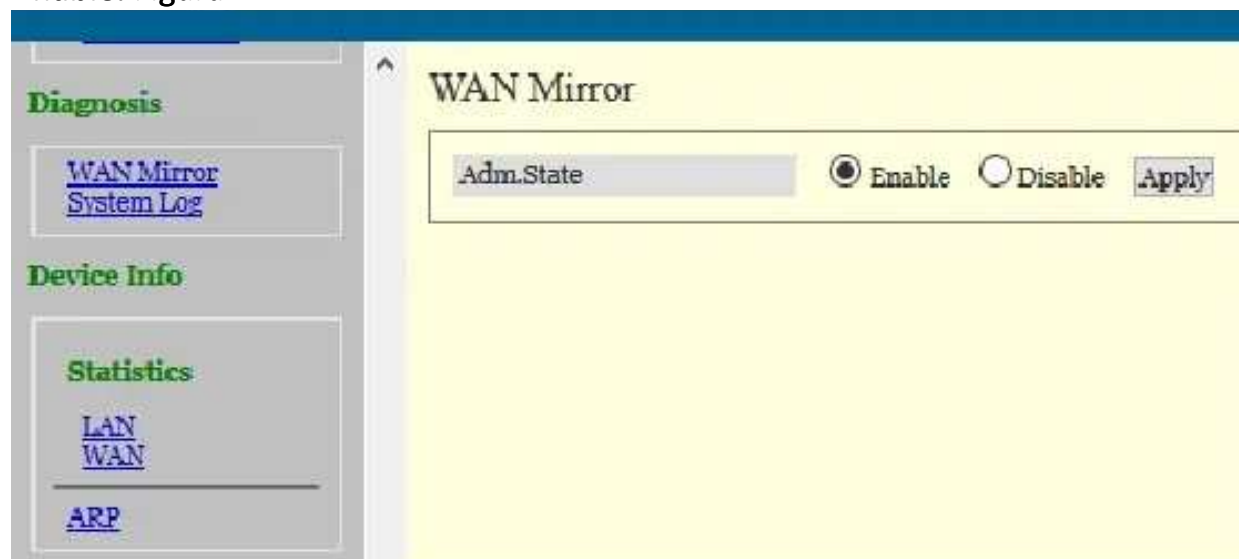 Diagnosis
WAN Mirror
System Log
Device Info
Statistics
LAN
WAN
ARP
WAN Mirror
Adm.State Enable Disable Apply